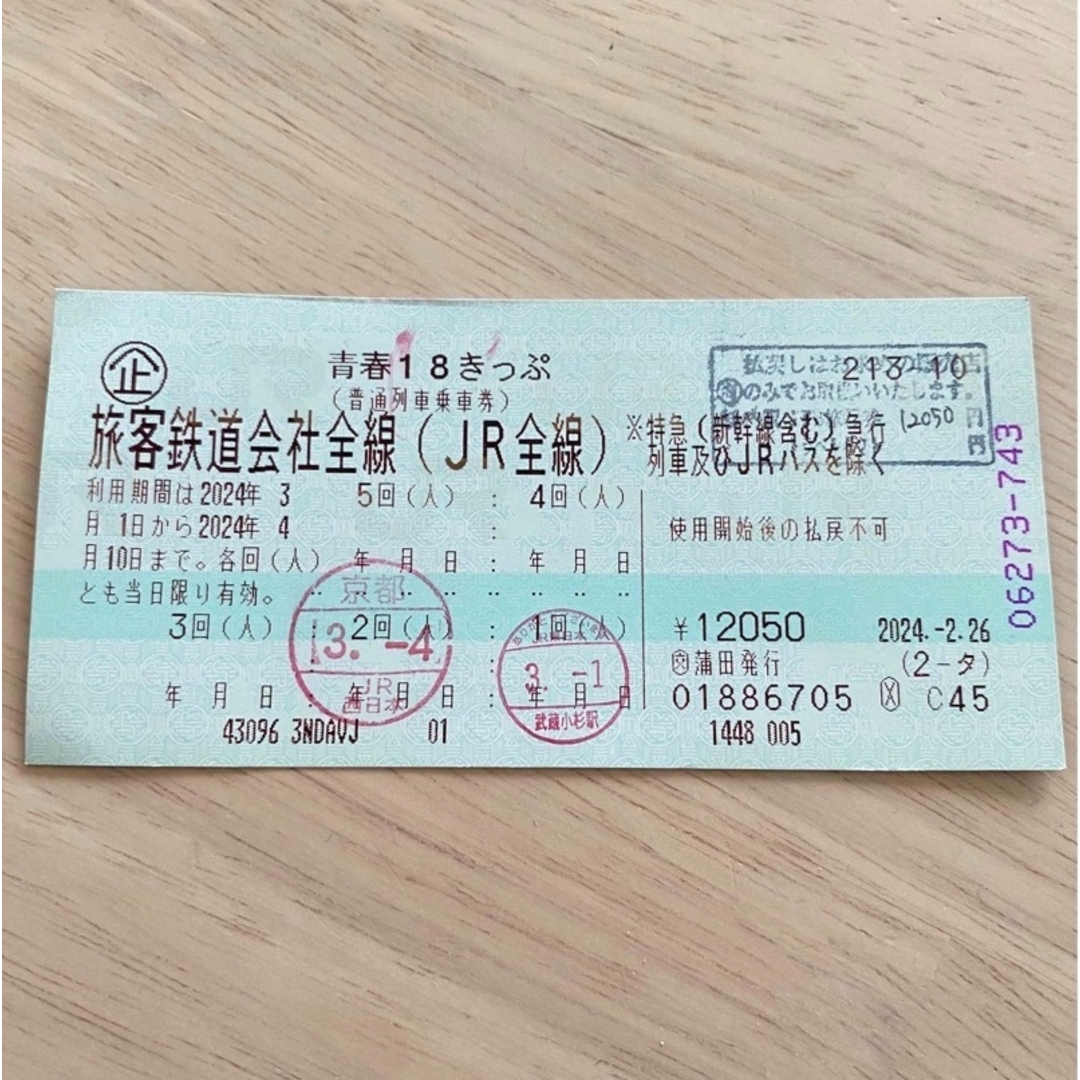 企
青春18きっぷ
(普通列車乗車券)
旅客鉄道会社全線(JR全線)
※特急(新幹線含む)急行
列車及びJRバスを除く
213 10
12050 円
円
利用期間は2024年 3
月 1日から2024年 4
月10日まで。各回(人)
とも当日限り有効。
5回(人) : 4回(人)
年 月 日 : 年 月 日
3回(人) : 2回(人) : 1回(人)
年 月 日 : 年 月 日 : 年 月 日
京都
3.-4
JR
西日本
3.-1
武蔵小杉駅
使用開始後の払戻不可
¥12050
2024.-2.26
蒲田発行
(2-タ)
01886705 C45
43096 3NDAVJ 01
1448 005
06273-743